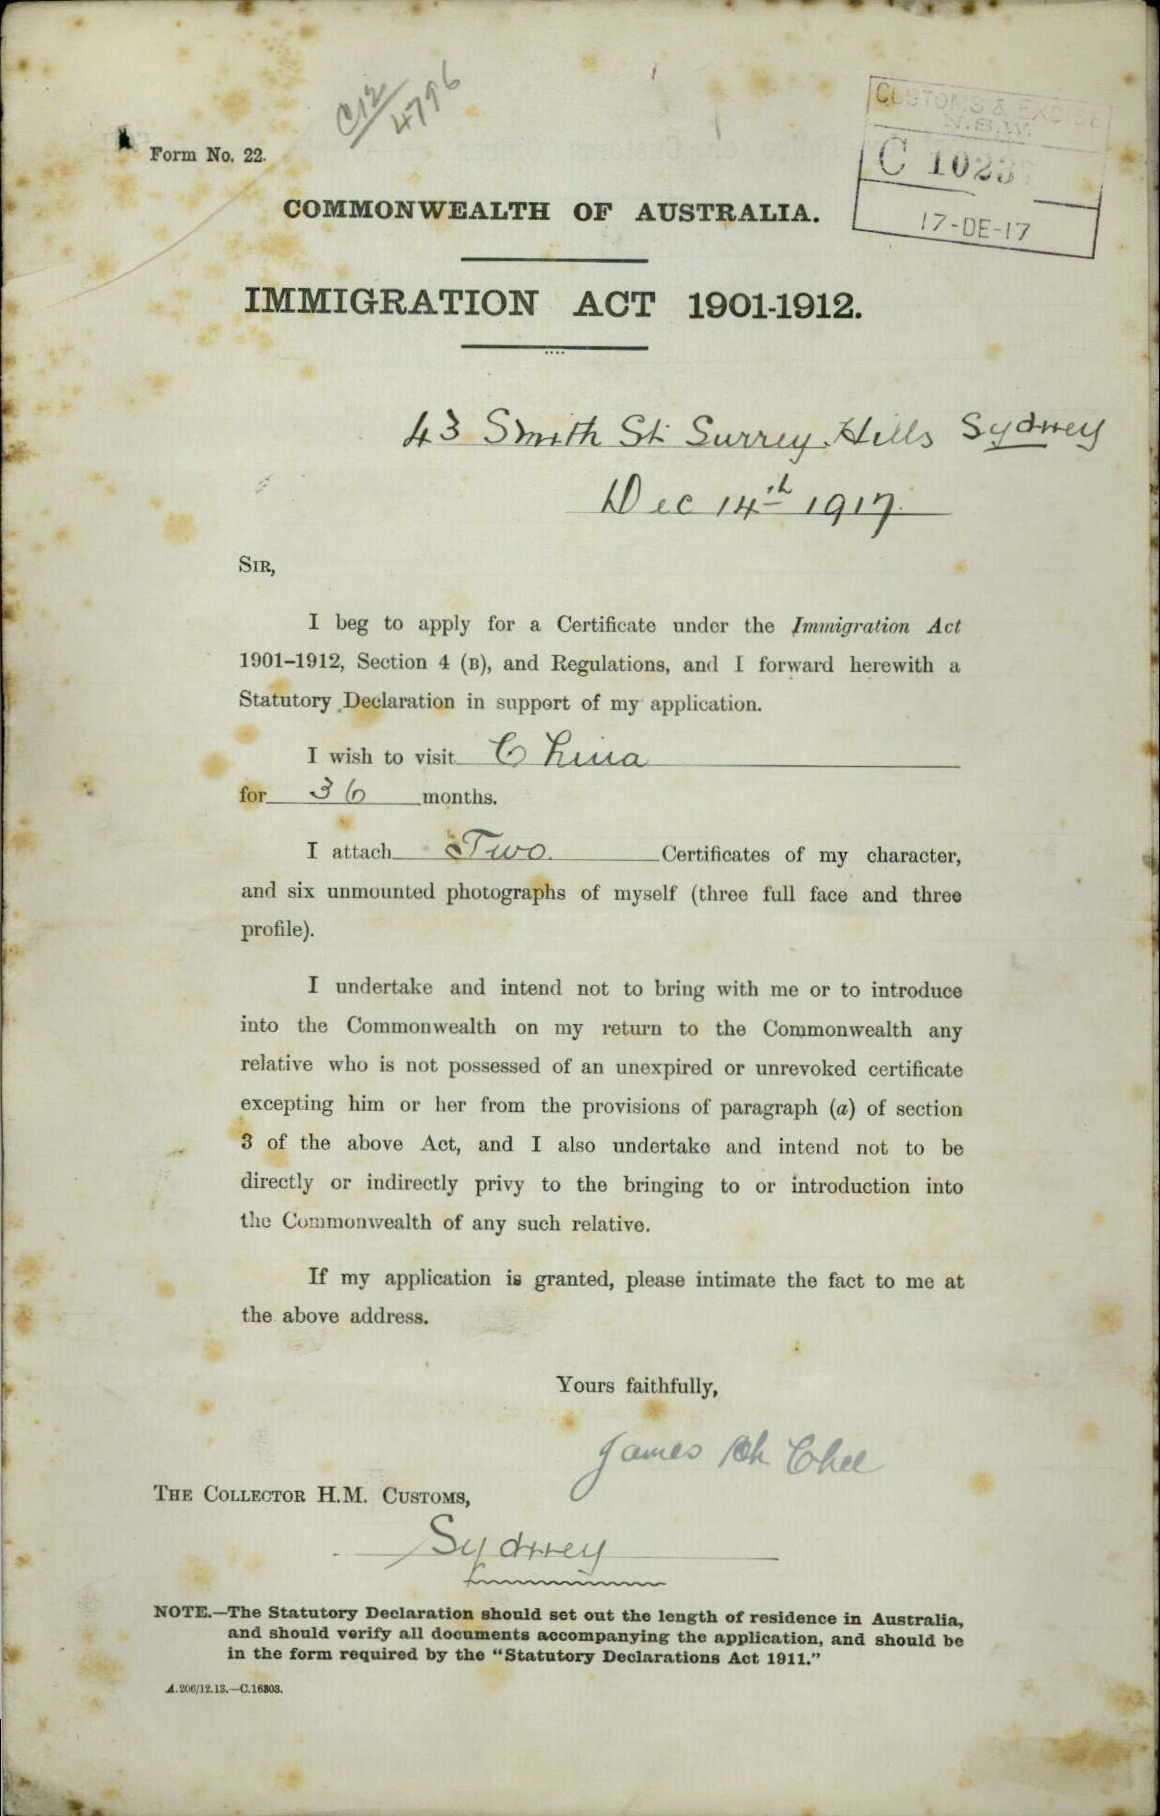 C12/4796
CUSTOMS & EXCISE
N.S.W.
C 1023
17-DE-17
Form No. 22.
COMMONWEALTH OF AUSTRALIA.
IMMIGRATION ACT 1901-1912.
43 Smith St Surrey Hills Sydney
Dec 14th 1917.
SIR,
I beg to apply for a Certificate under the Immigration Act
1901-1912, Section 4 (B), and Regulations, and I forward herewith a
Statutory Declaration in support of my application.
I wish to visit China
for 36 months.
I attach Two Certificates of my character,
and six unmounted photographs of myself (three full face and three
profile).
I undertake and intend not to bring with me or to introduce
into the Commonwealth on my return to the Commonwealth any
relative who is not possessed of an unexpired or unrevoked certificate
excepting him or her from the provisions of paragraph (a) of section
3 of the above Act, and I also undertake and intend not to be
directly or indirectly privy to the bringing to or introduction into
the Commonwealth of any such relative.
If my application is granted, please intimate the fact to me at
the above address.
Yours faithfully,
James Chee
THE COLLECTOR H.M. CUSTOMS,
Sydney
NOTE.—The Statutory Declaration should set out the length of residence in Australia,
and should verify all documents accompanying the application, and should be
in the form required by the "Statutory Declarations Act 1911."
A.206/12.13.—C.16303.